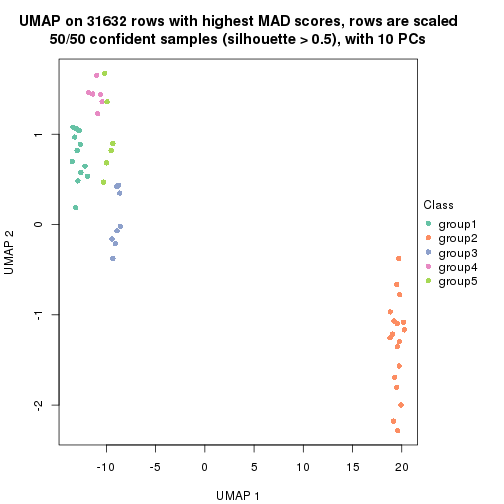 UMAP on 31632 rows with highest MAD scores, rows are scaled
50/50 confident samples (silhouette > 0.5), with 10 PCs
Class
group1
group2
group3
group4
group5
UMAP 2
1
0
-1
-2
-10
-5
0
5
10
15
20
UMAP 1